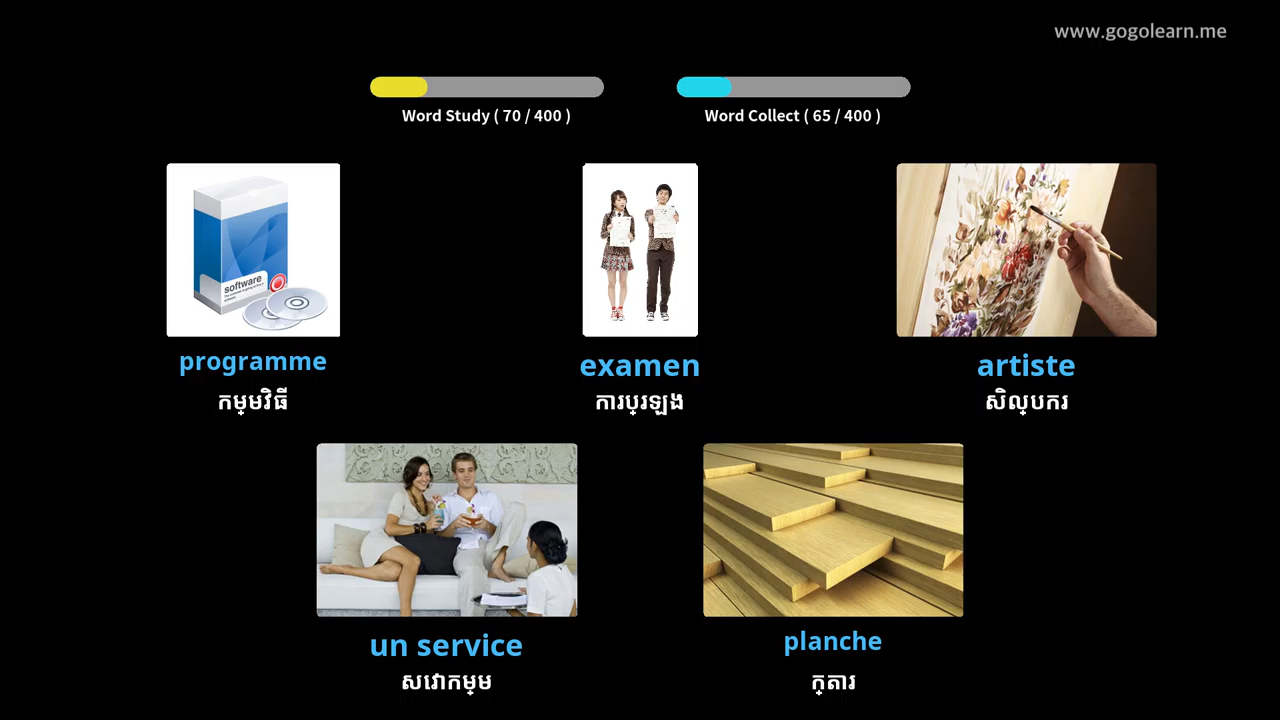 www.gogolearn.me
Word Study ( 70 / 400 )
Word Collect ( 65 / 400 )
software
programme
examen
artiste
កម្មវិធី
ការប្រឡង
សិល្បករ
un service
planche
សេវាកម្ម
ក្តារ